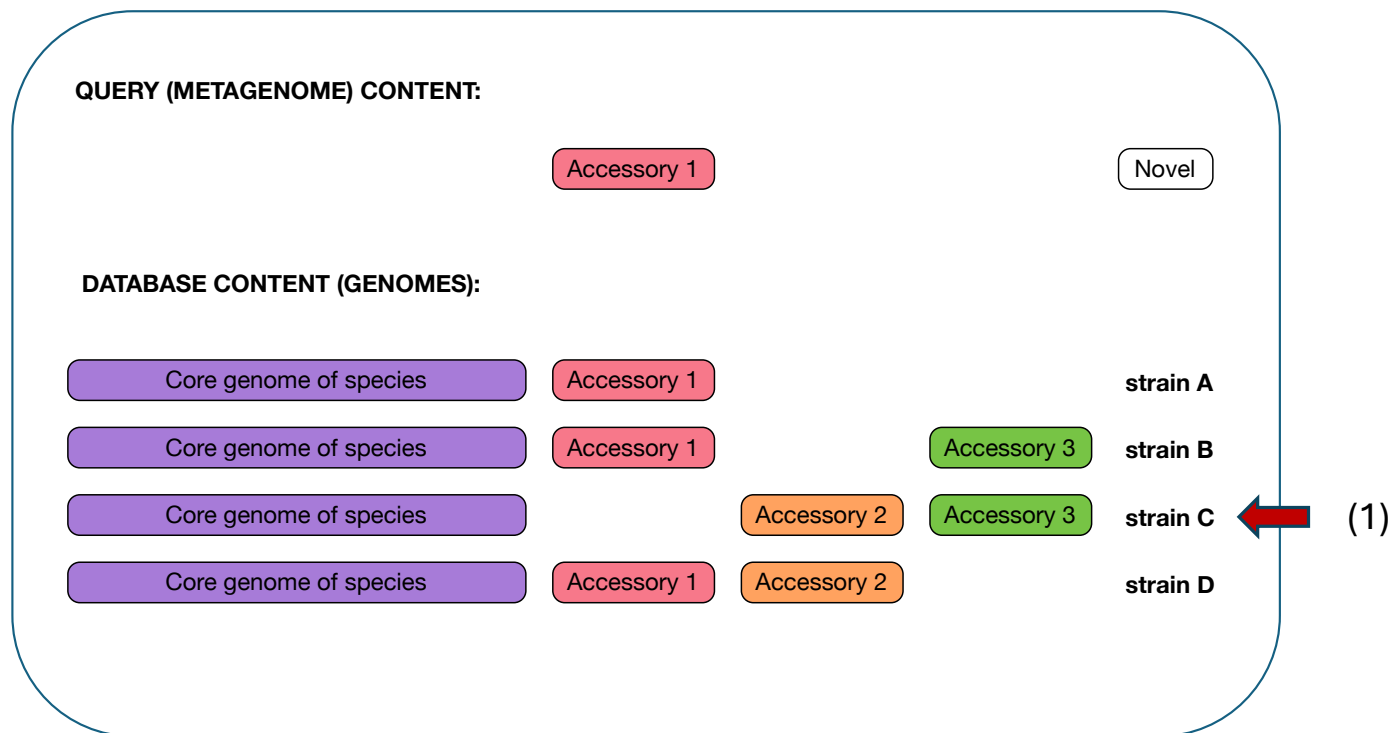 QUERY (METAGENOME) CONTENT:
Accessory 1 Novel
DATABASE CONTENT (GENOMES):
Core genome of species Accessory 1 strain A
Core genome of species Accessory 1 Accessory 3 strain B
Core genome of species Accessory 2 Accessory 3 strain C (1)
Core genome of species Accessory 1 Accessory 2 strain D